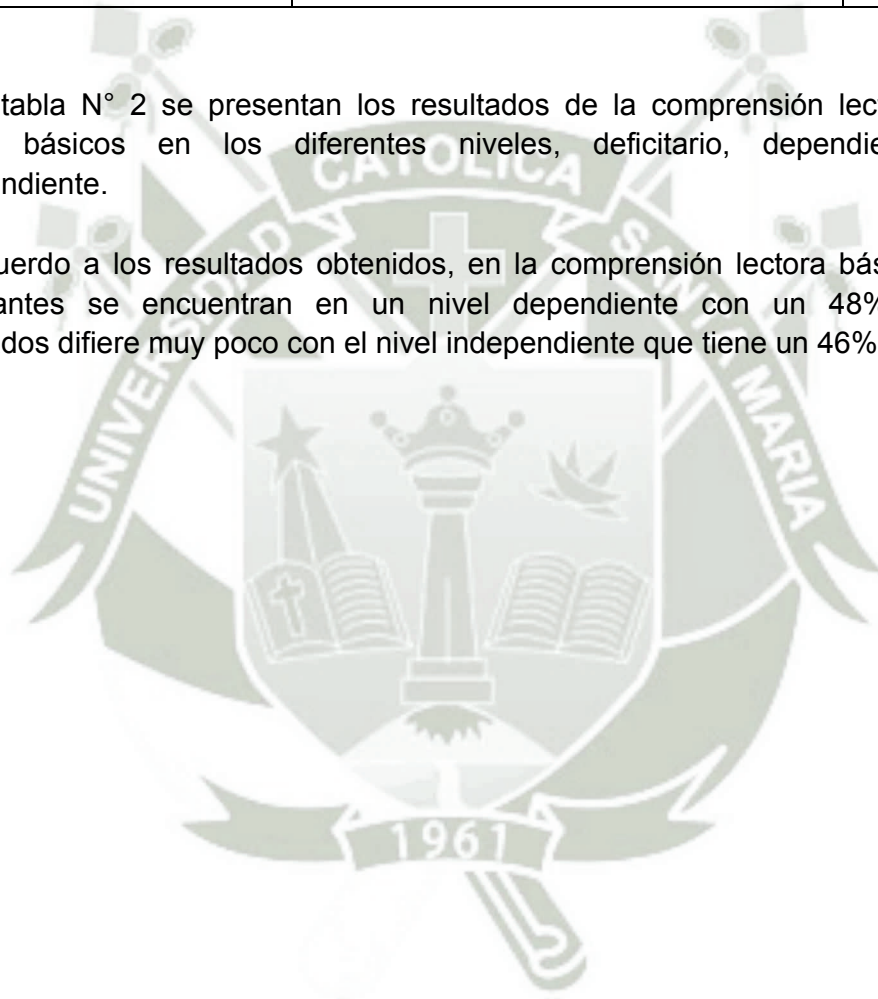 tabla N° 2 se presentan los resultados de la comprensión lect
básicos en los diferentes niveles, deficitario, dependie
ndiente.
uerdo a los resultados obtenidos, en la comprensión lectora bás
antes se encuentran en un nivel dependiente con un 48%
dos difiere muy poco con el nivel independiente que tiene un 46%
UNIVERSIDAD CATOLICA SANTA MARIA
1961